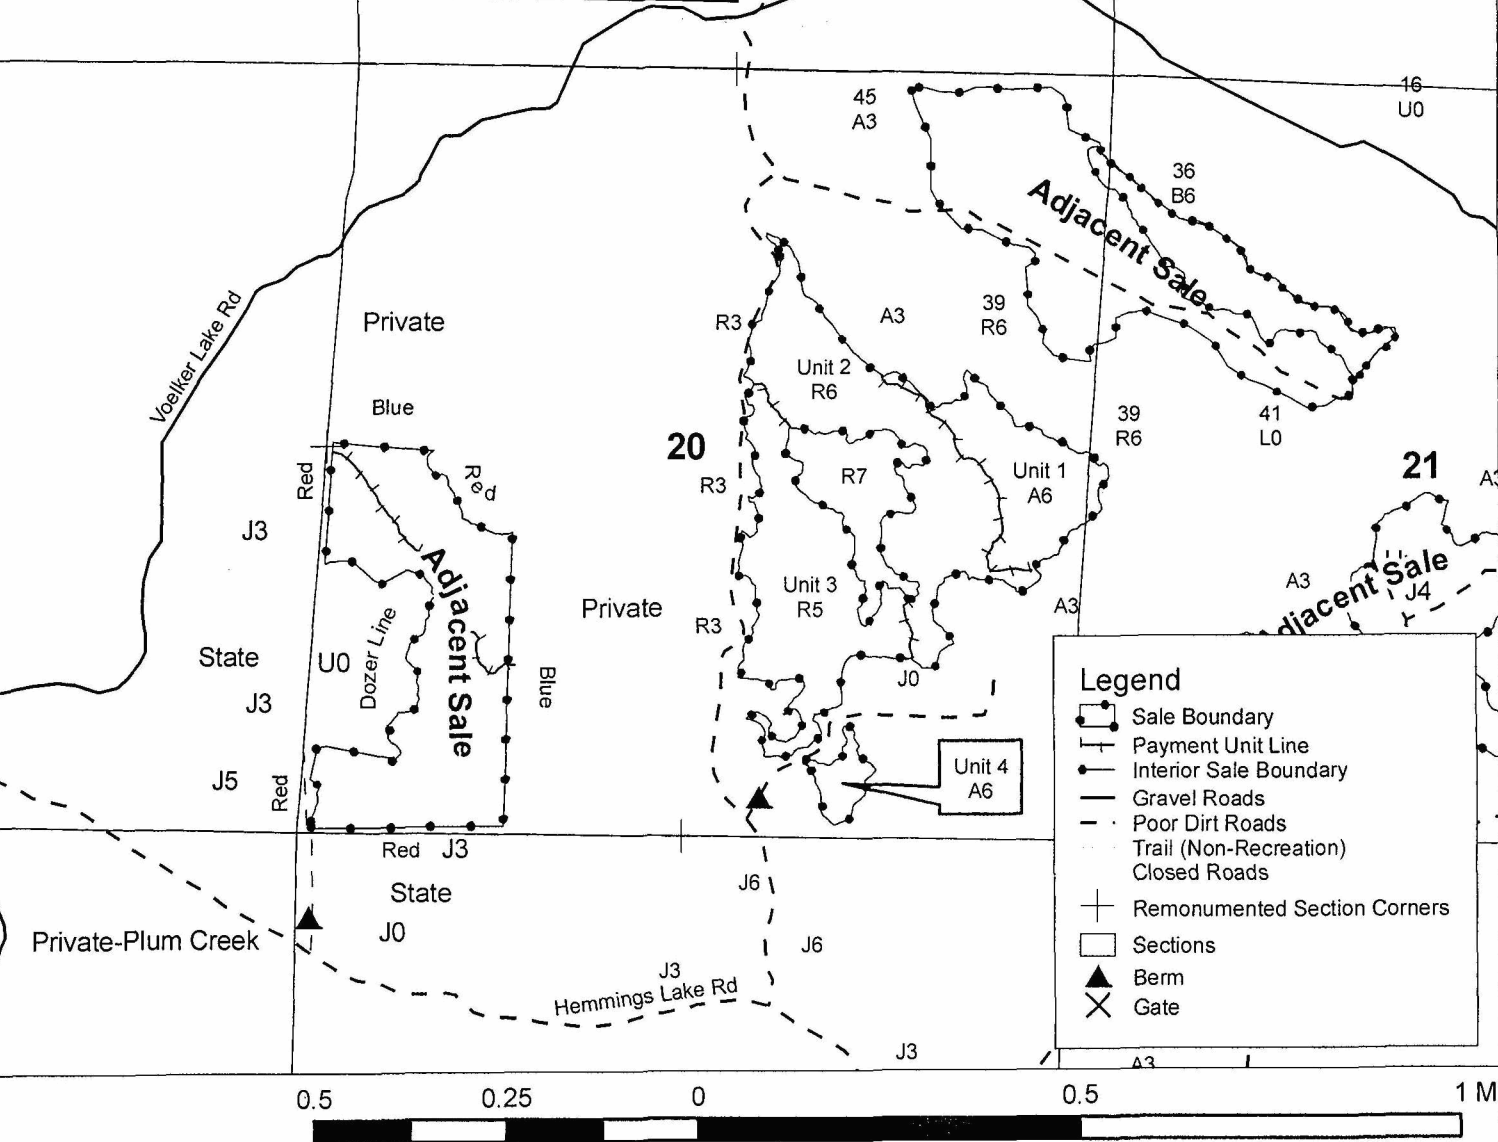 16
U0
45
A3
36
B6
Adjacent Sale
Voelker Lake Rd
Private
R3
A3
39
R6
Unit 2
R6
Blue
20
39
R6
41
L0
21
Red
Red
R3
R7
Unit 1
A6
J3
Adjacent Sale
A3
Adjacent Sale
J4
Private
Unit 3
R5
A3
R3
State
U0
Dozer Line
J0
Blue
J3
J5
Red
Unit 4
A6
Red J3
State
J0
Private-Plum Creek
J6
J6
J3
Hemmings Lake Rd
J3
A3
Legend
Sale Boundary
Payment Unit Line
Interior Sale Boundary
Gravel Roads
Poor Dirt Roads
Trail (Non-Recreation)
Closed Roads
Remonumented Section Corners
Sections
Berm
Gate
0.5 0.25 0 0.5 1 M